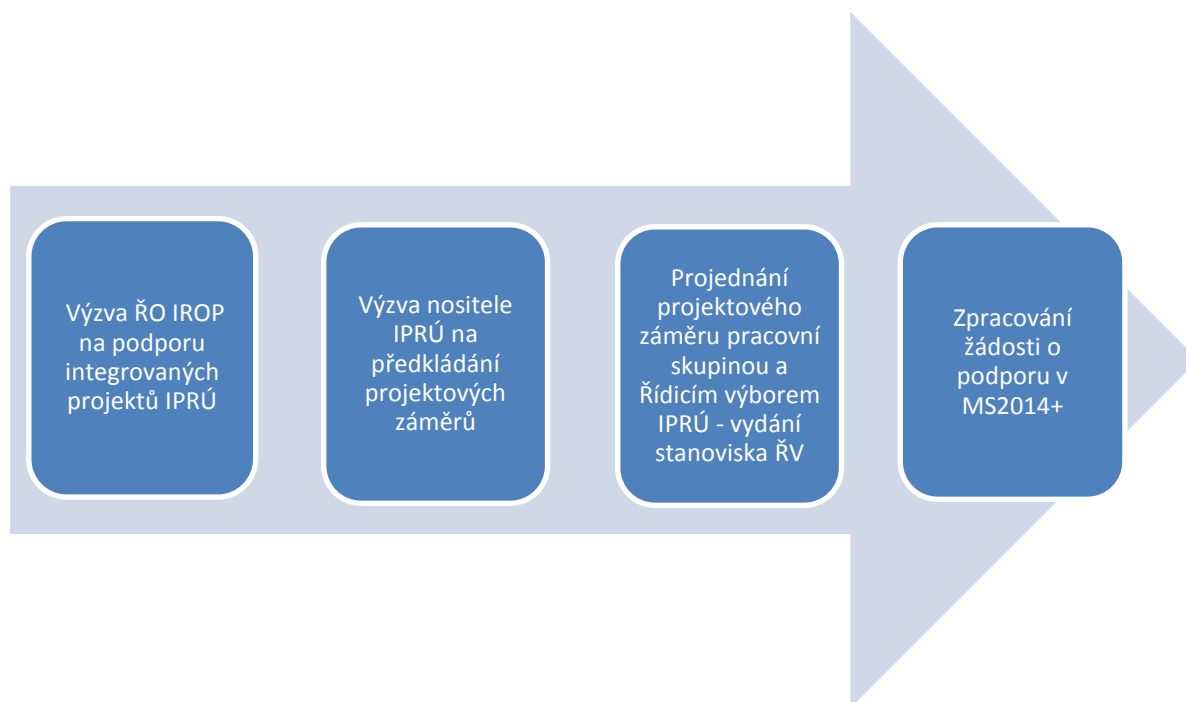 Výzva ŘO IROP
na podporu
integrovaných
projektů IPRÚ
Výzva nositele
IPRÚ na
předkládání
projektových
záměrů
Projednání
projektového
záměru pracovní
skupinou a
Řídicím výborem
IPRÚ - vydání
stanoviska ŘV
Zpracování
žádosti o
podporu v
MS2014+